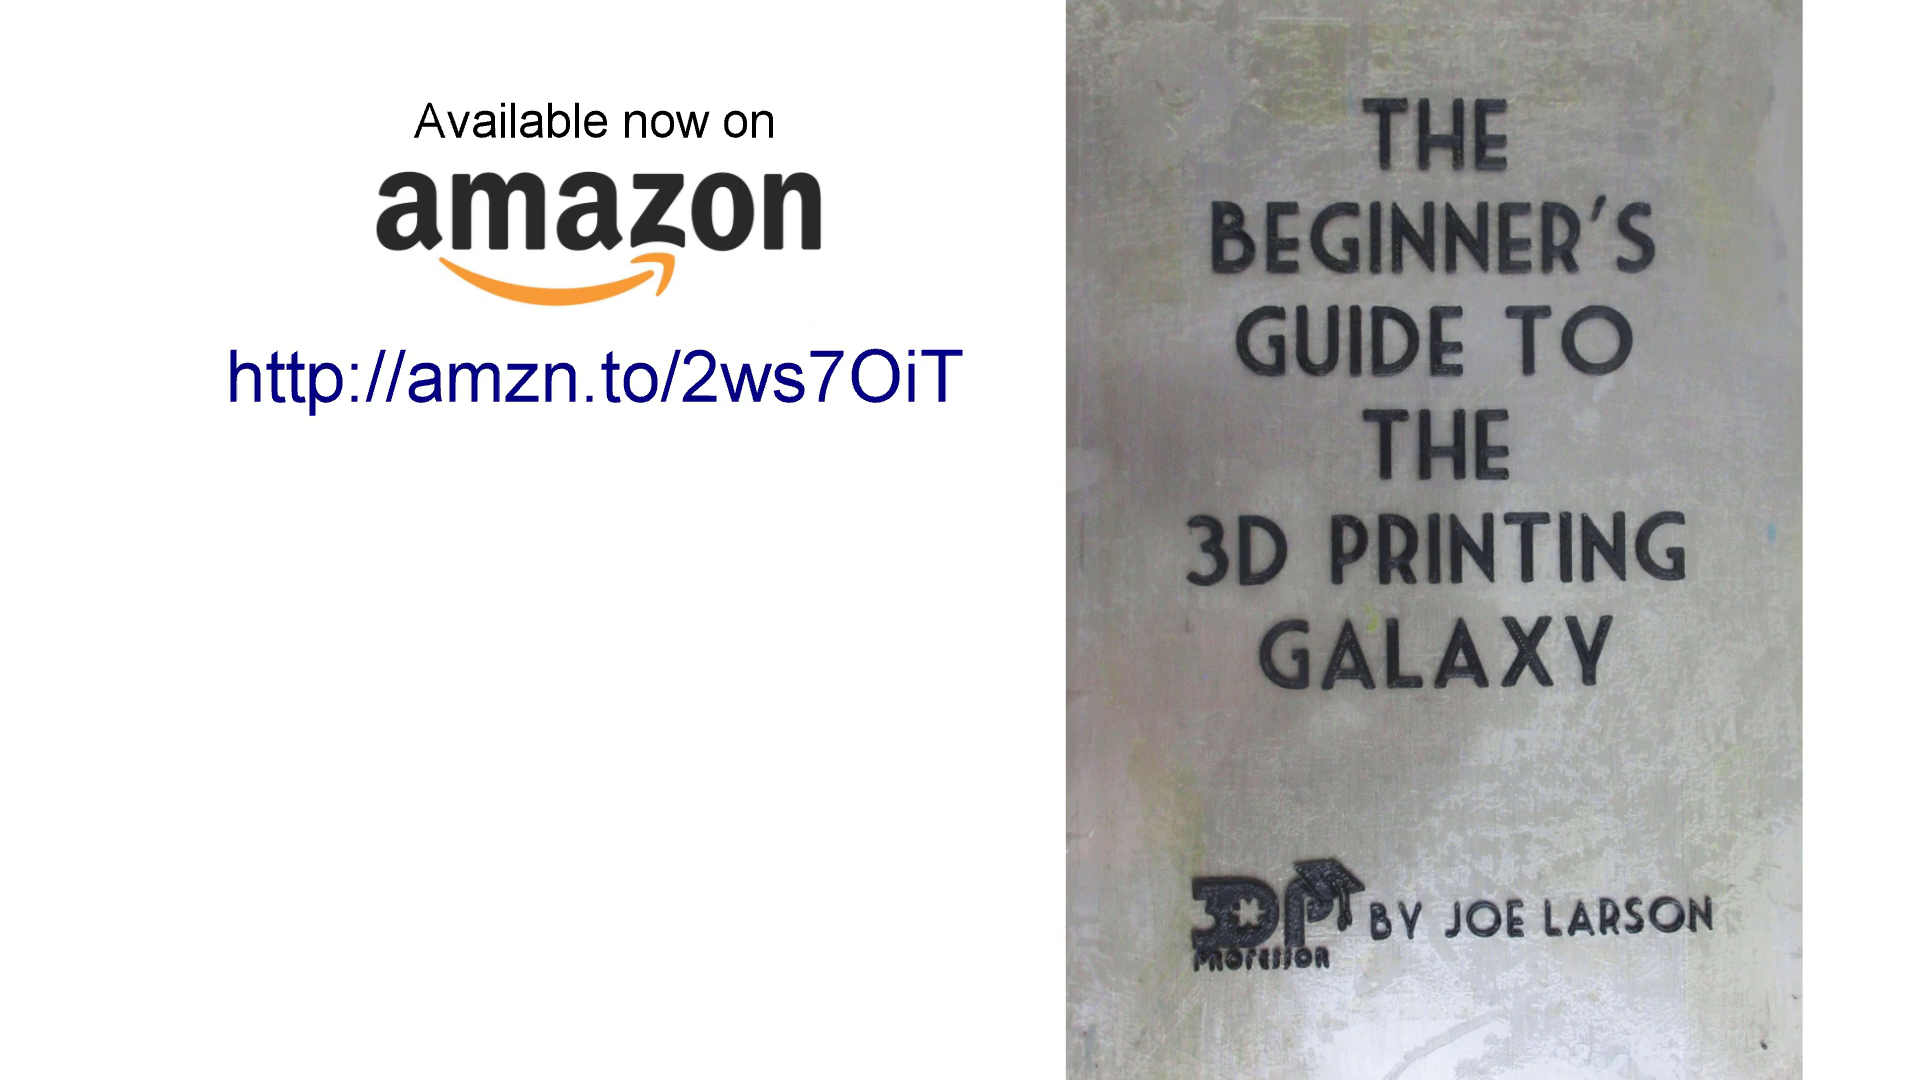 Available now on
amazon
http://amzn.to/2ws7OiT
THE
BEGINNER'S
GUIDE TO
THE
3D PRINTING
GALAXY
3DP
PROFESSOR
BY JOE LARSON